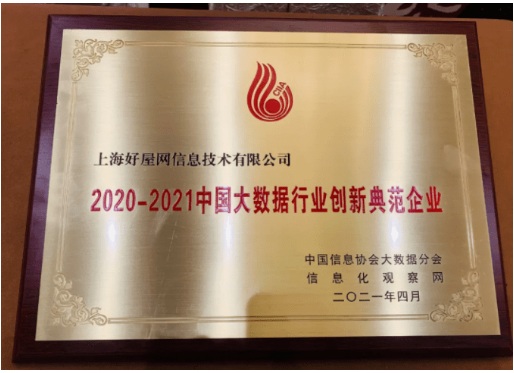 CIIA
上海好屋网信息技术有限公司
2020-2021中国大数据行业创新典范企业
中国信息协会大数据分会
信息化观察网
二〇二一年四月